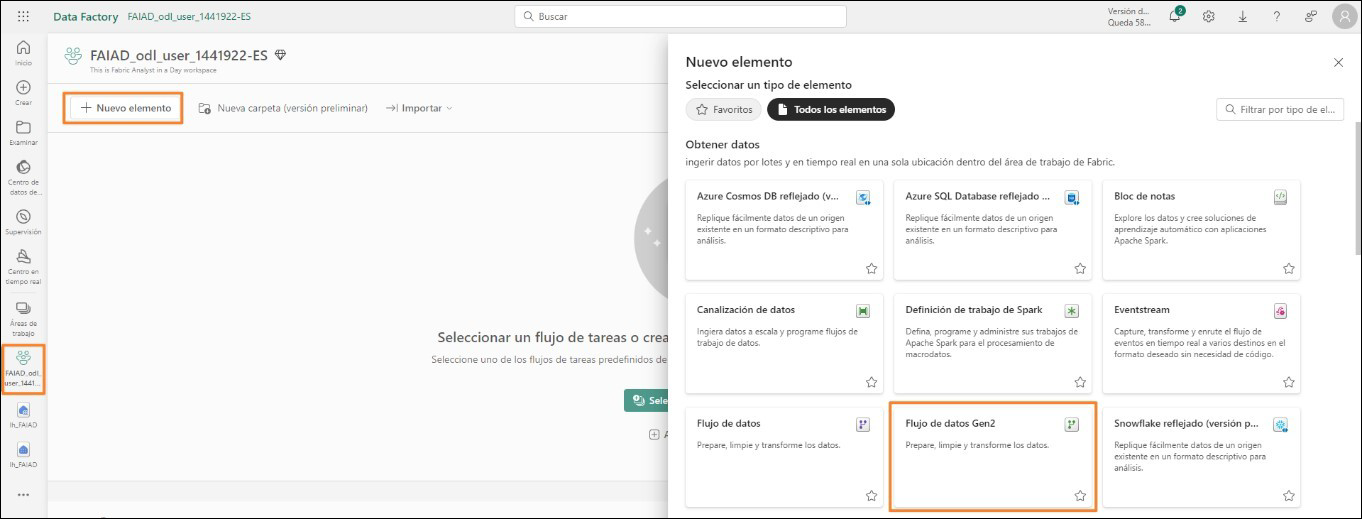 Data Factory FAIAD_odl_user_1441922-ES
Buscar
Versión d...
Queda 58...
2
Inicio
Crear
Examinar
Centro de
datos de...
Supervisión
Centro en
tiempo real
Áreas de
trabajo
FAIAD_odl_
user_1441...
lh_FAIAD
lh_FAIAD
FAIAD_odl_user_1441922-ES
This is Fabric Analyst in a Day workspace
Nuevo elemento
Nueva carpeta (versión preliminar)
Importar
Seleccionar un flujo de tareas o crea
Seleccione uno de los flujos de tareas predefinidos de
Sele
A
Nuevo elemento
Seleccionar un tipo de elemento
Favoritos
Todos los elementos
Filtrar por tipo de el...
Obtener datos
ingerir datos por lotes y en tiempo real en una sola ubicación dentro del área de trabajo de Fabric.
Azure Cosmos DB reflejado (v...
Replique fácilmente datos de un origen
existente en un formato descriptivo para
análisis.
Azure SQL Database reflejado ...
Replique fácilmente datos de un origen
existente en un formato descriptivo para
análisis.
Bloc de notas
Explore los datos y cree soluciones de
aprendizaje automático con aplicaciones
Apache Spark.
Canalización de datos
Ingiera datos a escala y programe flujos de
trabajo de datos.
Definición de trabajo de Spark
Defina, programe y administre sus trabajos de
Apache Spark para el procesamiento de
macrodatos.
Eventstream
Capture, transforme y enrute el flujo de
eventos en tiempo real a varios destinos en el
formato deseado sin necesidad de código.
Flujo de datos
Prepare, limpie y transforme los datos.
Flujo de datos Gen2
Prepare, limpie y transforme los datos.
Snowflake reflejado (versión p...
Replique fácilmente datos de un origen
existente en un formato descriptivo para
análisis.